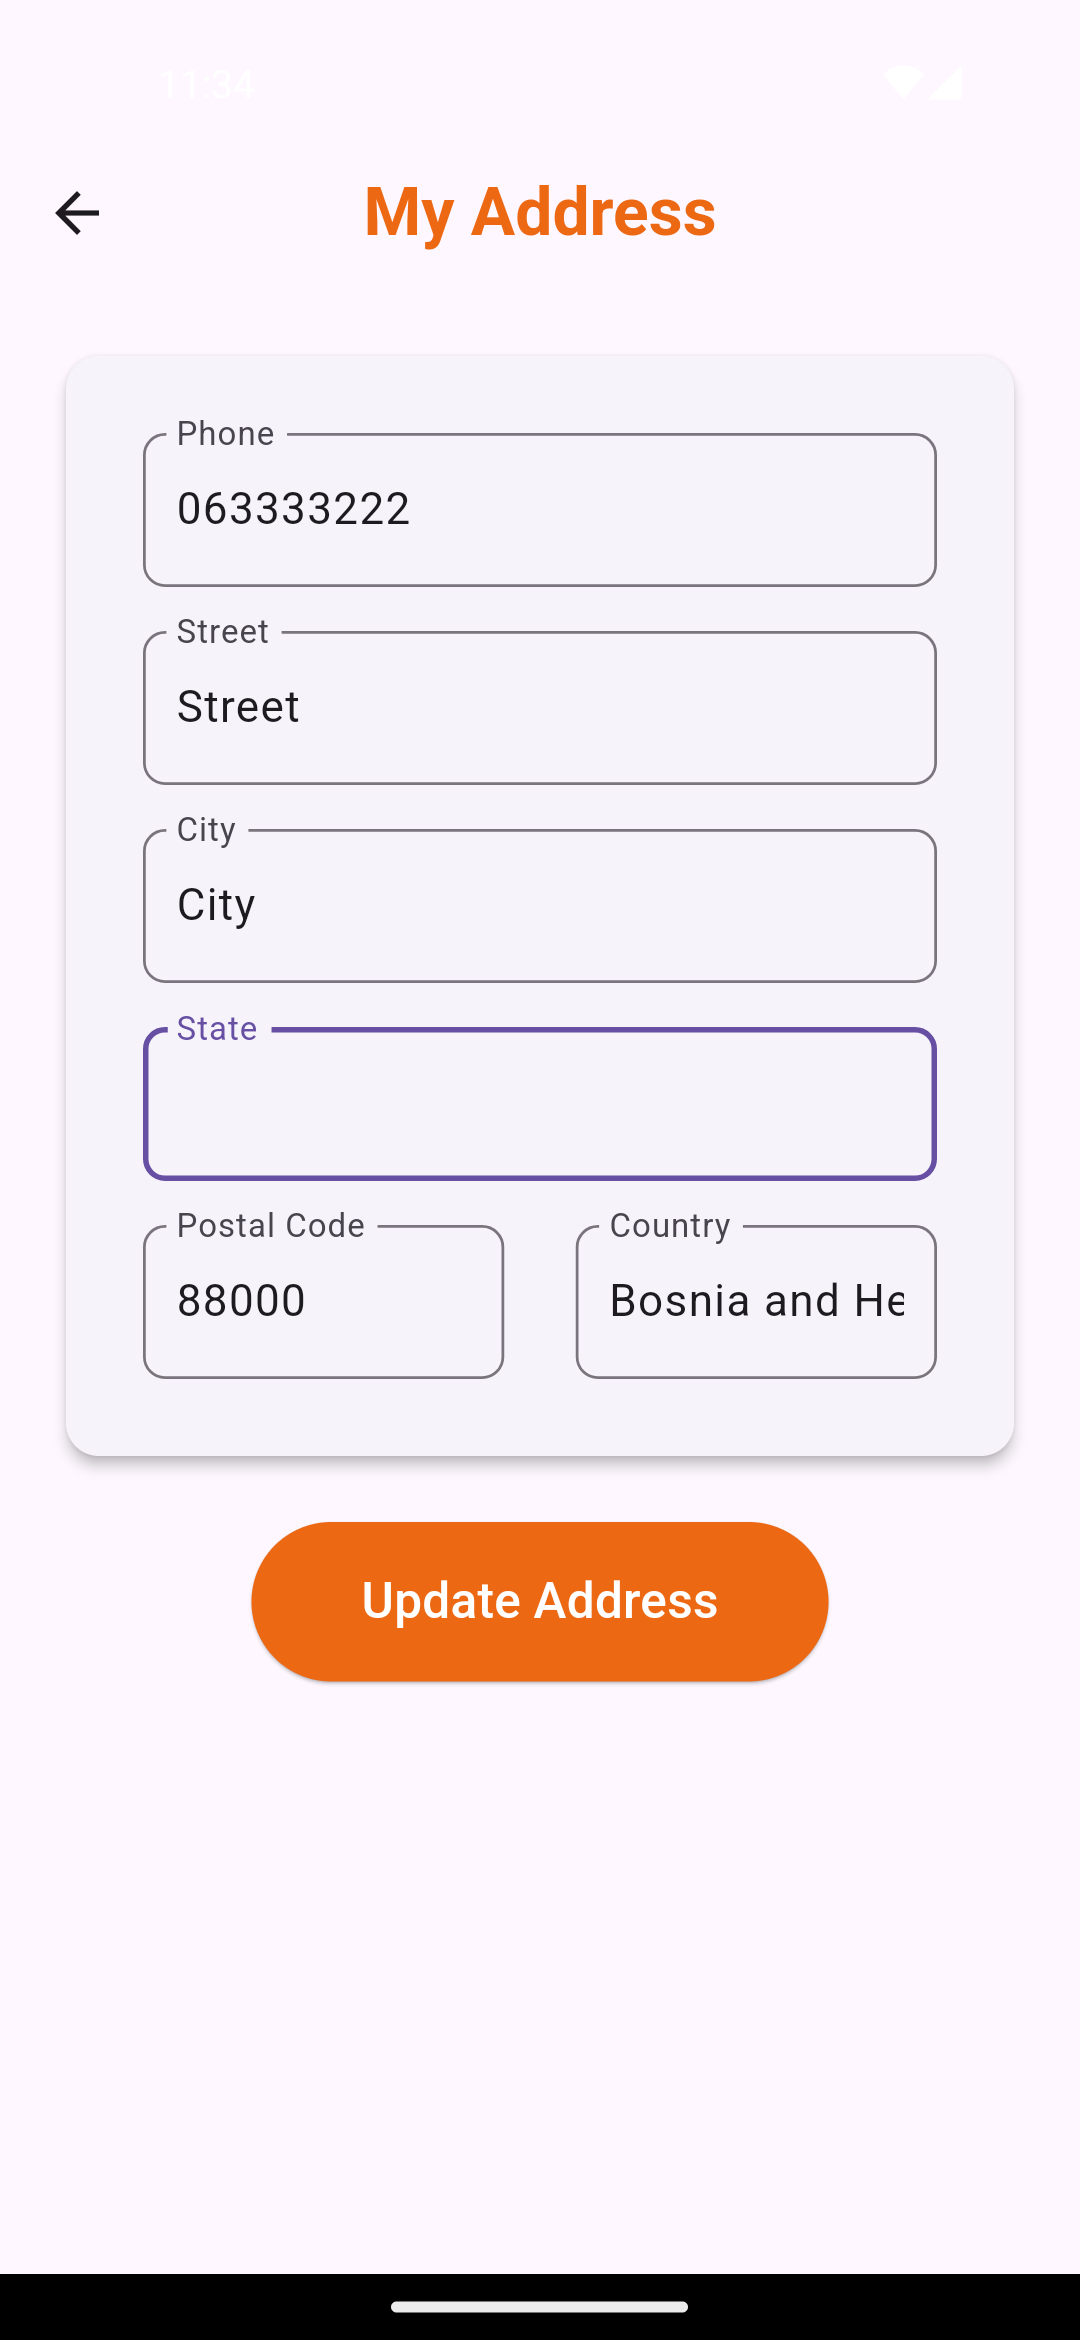 11:34
My Address
Phone
063333222
Street
Street
City
City
State
Postal Code
Country
88000
Bosnia and He
Update Address